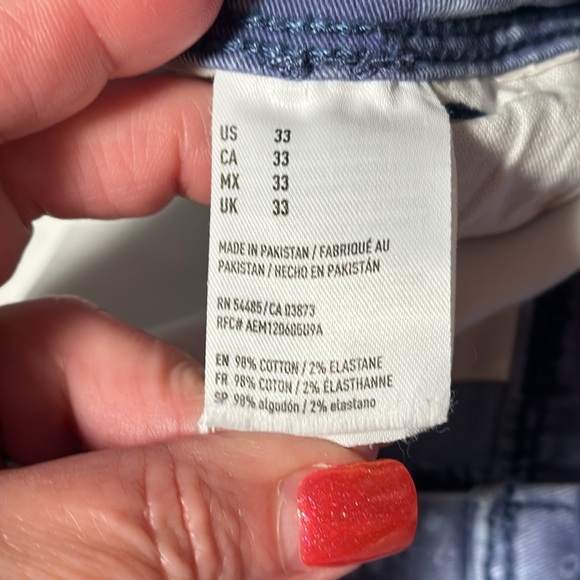 US 33
CA 33
MX 33
UK 33
MADE IN PAKISTAN / FABRIQUÉ AU
PAKISTAN / HECHO EN PAKISTÁN
RN 54485/CA 03873
RFC# AEM120605U9A
EN 98% COTTON / 2% ELASTANE
FR 98% COTON / 2% ÉLASTHANNE
SP 98% algodón / 2% elastano